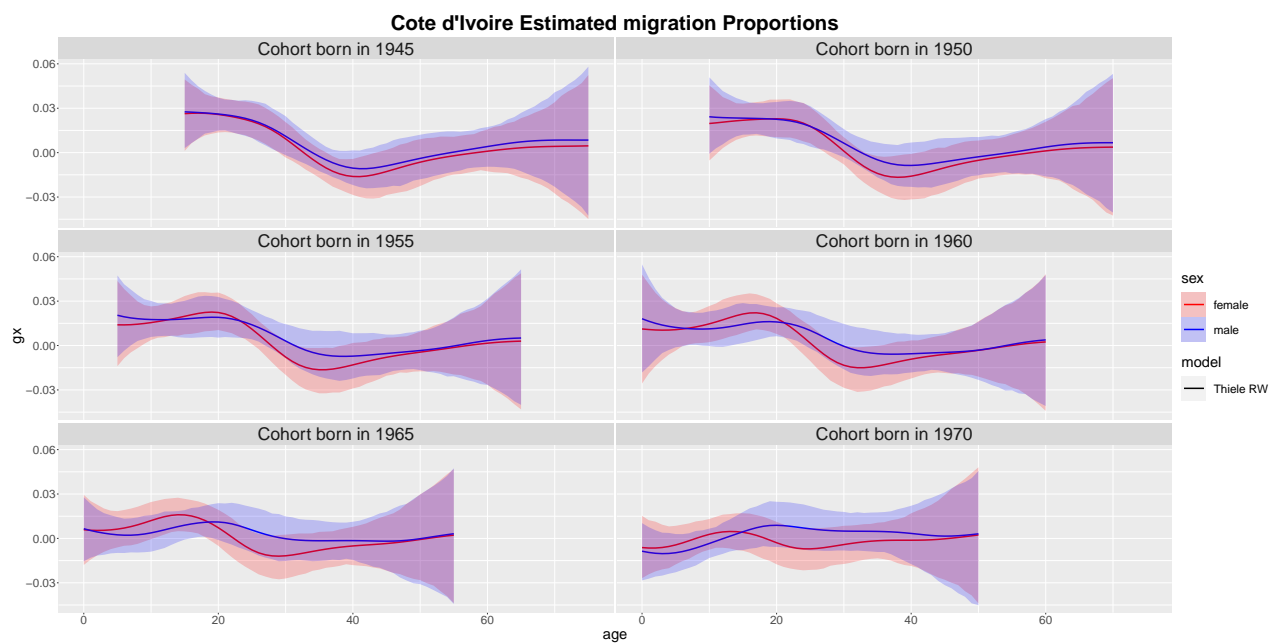 Cote d'Ivoire Estimated migration Proportions
Cohort born in 1945
Cohort born in 1950
0.06
0.03
0.00
−0.03
Cohort born in 1955
Cohort born in 1960
0.06
0.03
0.00
−0.03
Cohort born in 1965
Cohort born in 1970
0.06
0.03
0.00
−0.03
0 20 40 60 0 20 40 60
age
gx
sex
female
male
model
Thiele RW